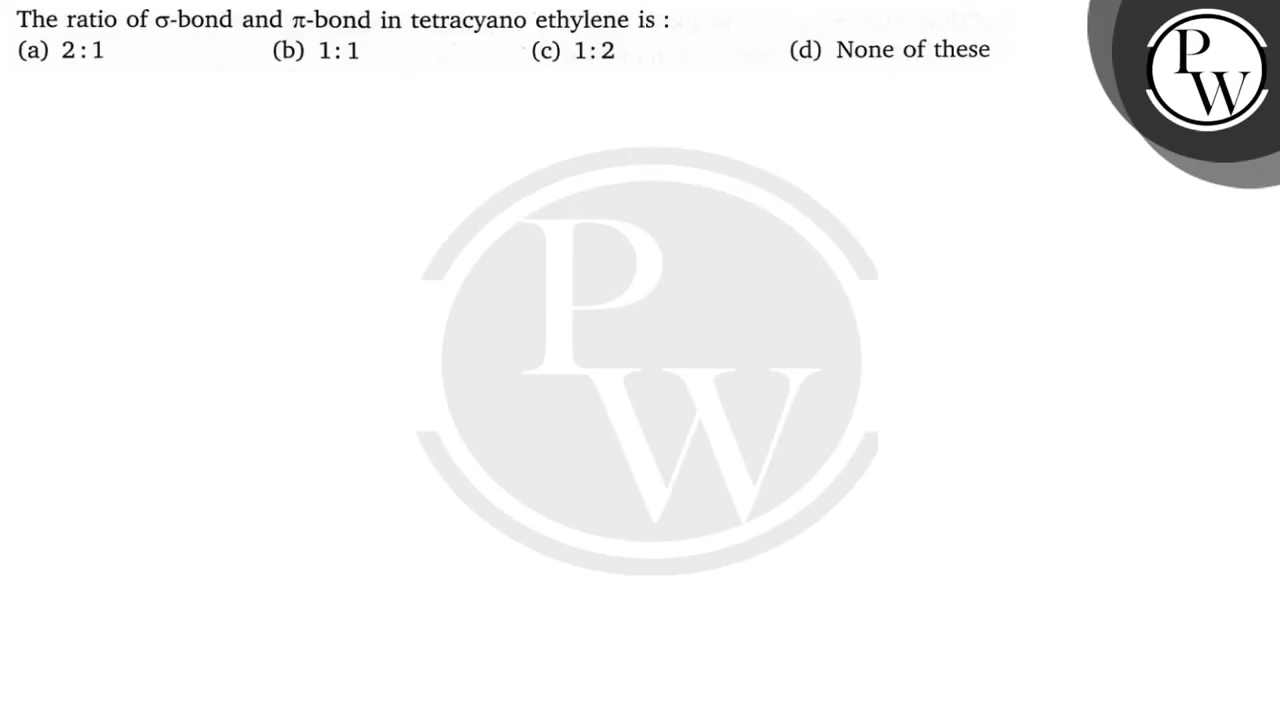 The ratio of σ-bond and π-bond in tetracyano ethylene is :
(a) 2 : 1 (b) 1 : 1 (c) 1 : 2 (d) None of these
P
W
P
W